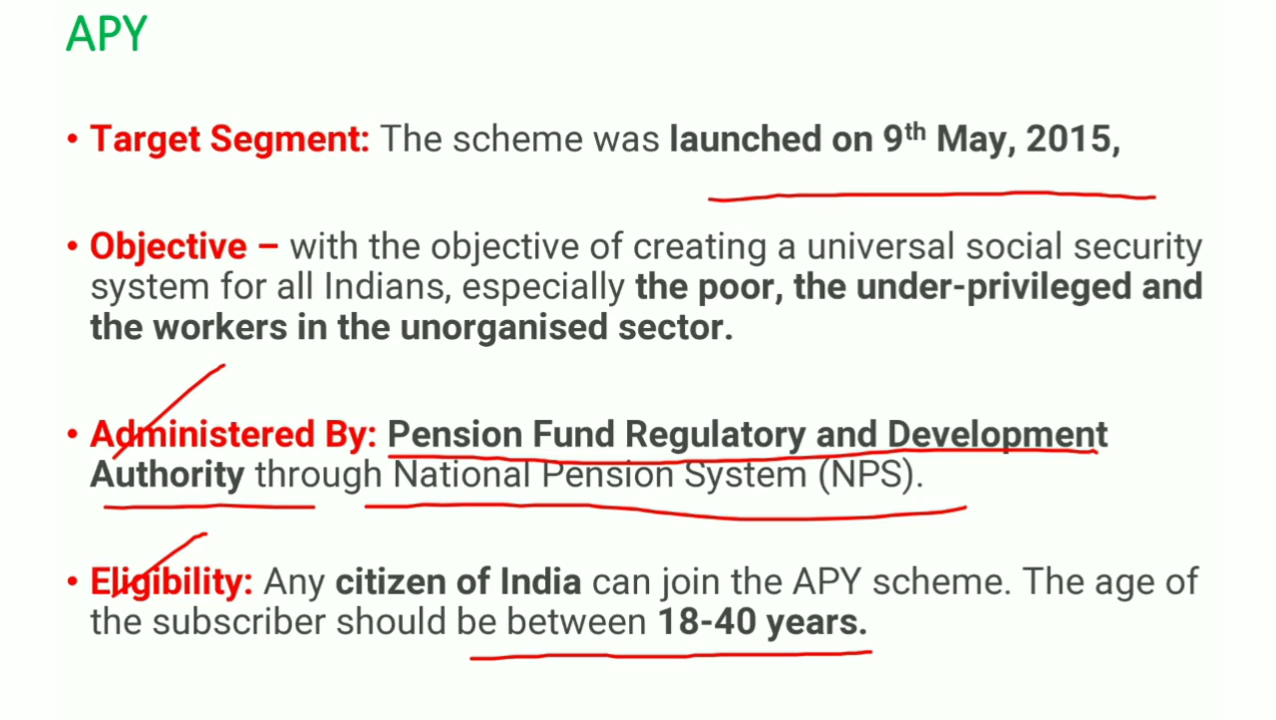 APY
• Target Segment: The scheme was launched on 9th May, 2015,
• Objective – with the objective of creating a universal social security
system for all Indians, especially the poor, the under-privileged and
the workers in the unorganised sector.
• Administered By: Pension Fund Regulatory and Development
Authority through National Pension System (NPS).
• Eligibility: Any citizen of India can join the APY scheme. The age of
the subscriber should be between 18-40 years.